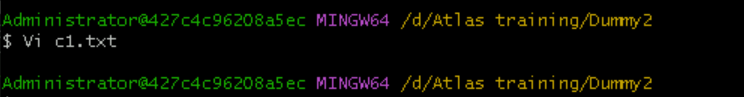 Administrator@427c4c96208a5ec MINGW64 /d/Atlas training/Dummy2
$ Vi c1.txt
Administrator@427c4c96208a5ec MINGW64 /d/Atlas training/Dummy2